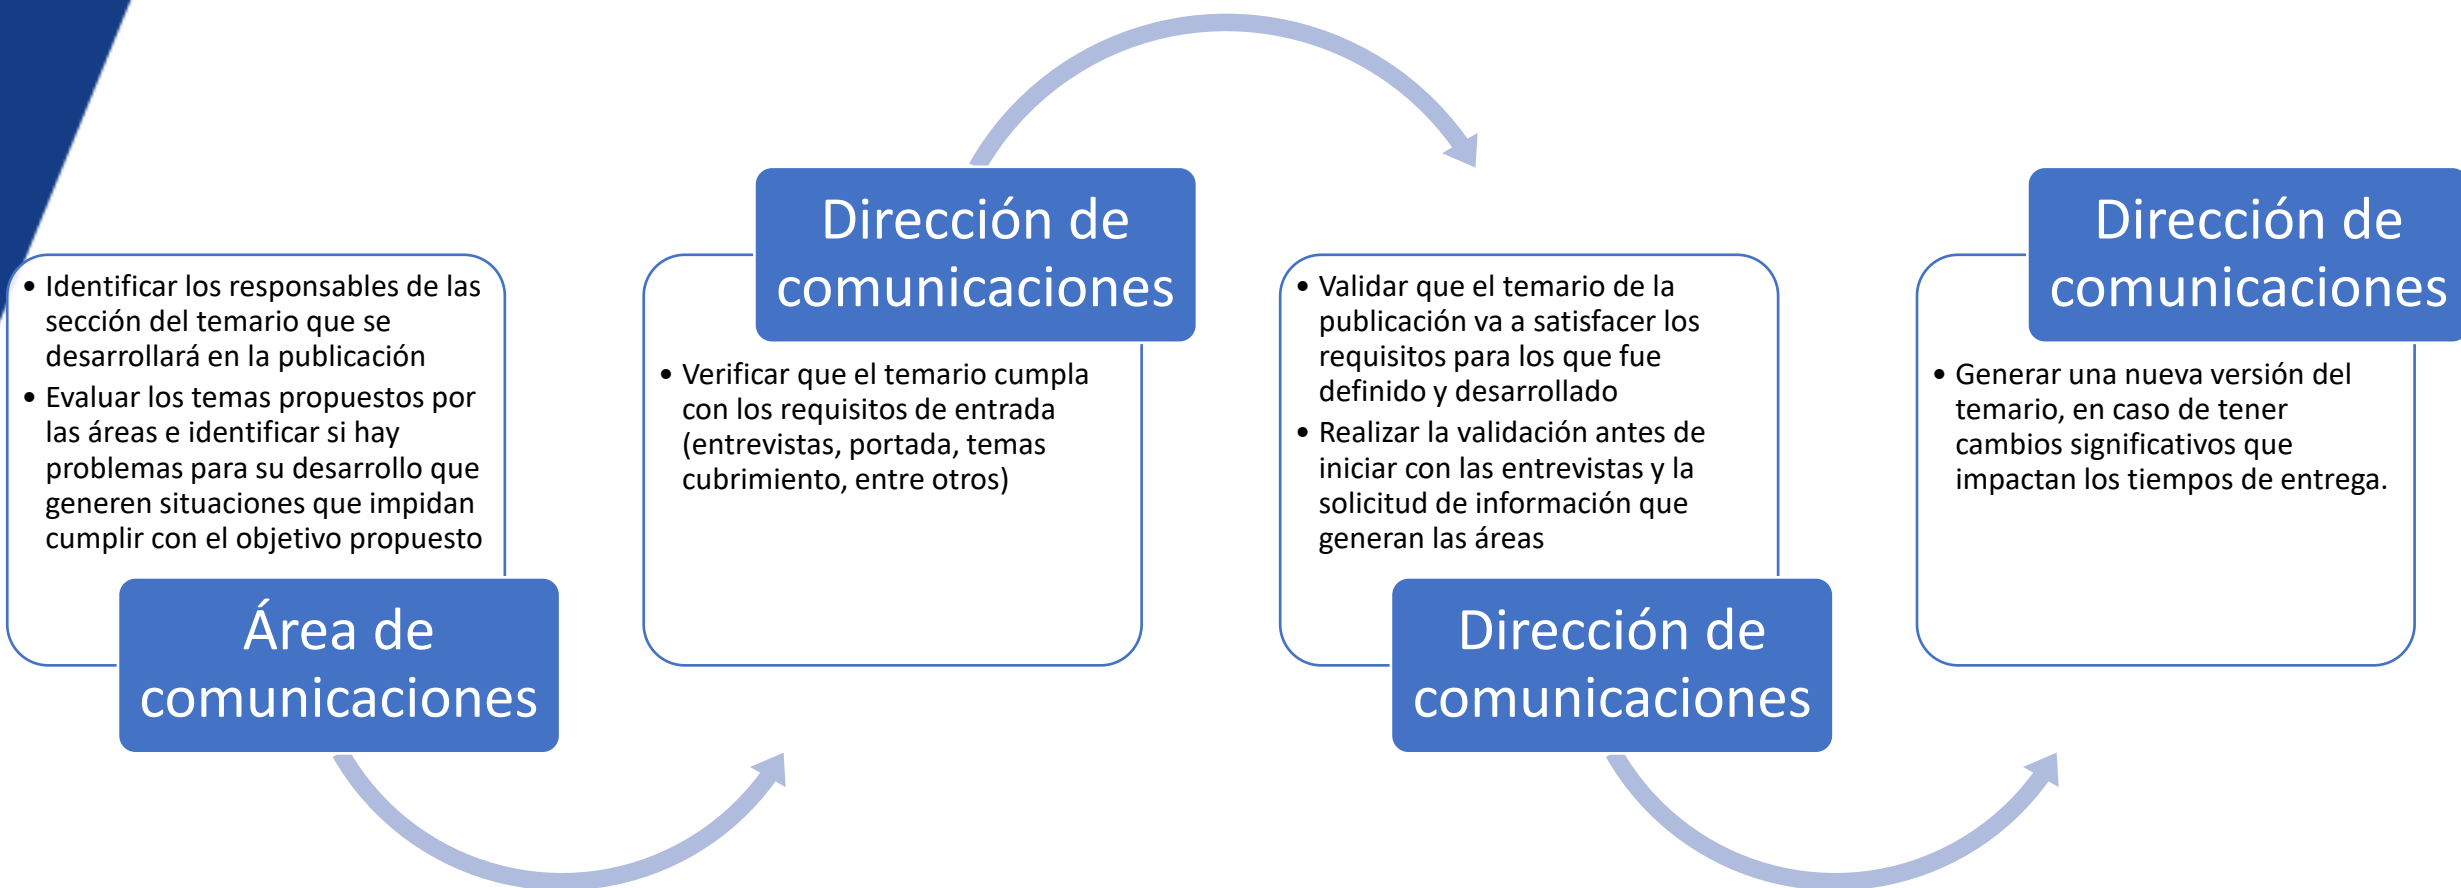 • Identificar los responsables de las
sección del temario que se
desarrollará en la publicación
• Evaluar los temas propuestos por
las áreas e identificar si hay
problemas para su desarrollo que
generen situaciones que impidan
cumplir con el objetivo propuesto
Área de
comunicaciones
Dirección de
comunicaciones
• Verificar que el temario cumpla
con los requisitos de entrada
(entrevistas, portada, temas
cubrimiento, entre otros)
• Validar que el temario de la
publicación va a satisfacer los
requisitos para los que fue
definido y desarrollado
• Realizar la validación antes de
iniciar con las entrevistas y la
solicitud de información que
generan las áreas
Dirección de
comunicaciones
Dirección de
comunicaciones
• Generar una nueva versión del
temario, en caso de tener
cambios significativos que
impactan los tiempos de entrega.